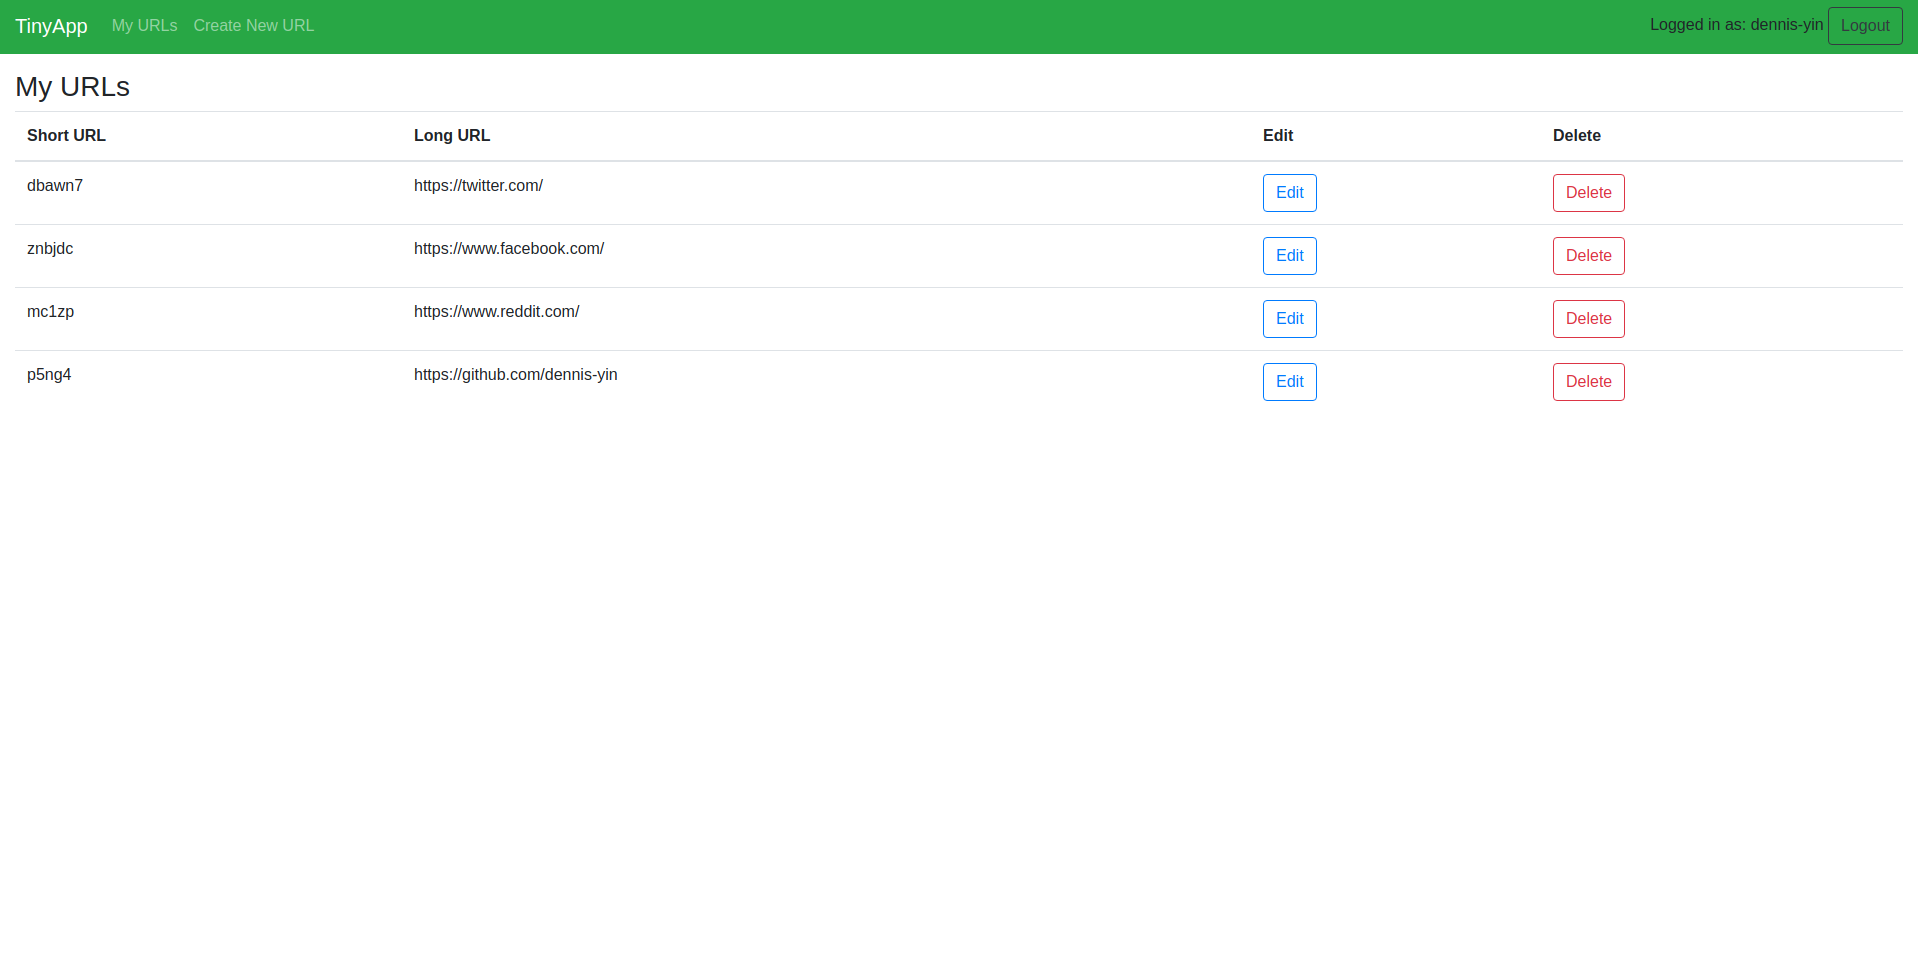 TinyApp My URLs Create New URL Logged in as: dennis-yin Logout
My URLs
Short URL Long URL Edit Delete
dbawn7 https://twitter.com/ Edit Delete
znbjdc https://www.facebook.com/ Edit Delete
mc1zp https://www.reddit.com/ Edit Delete
p5ng4 https://github.com/dennis-yin Edit Delete